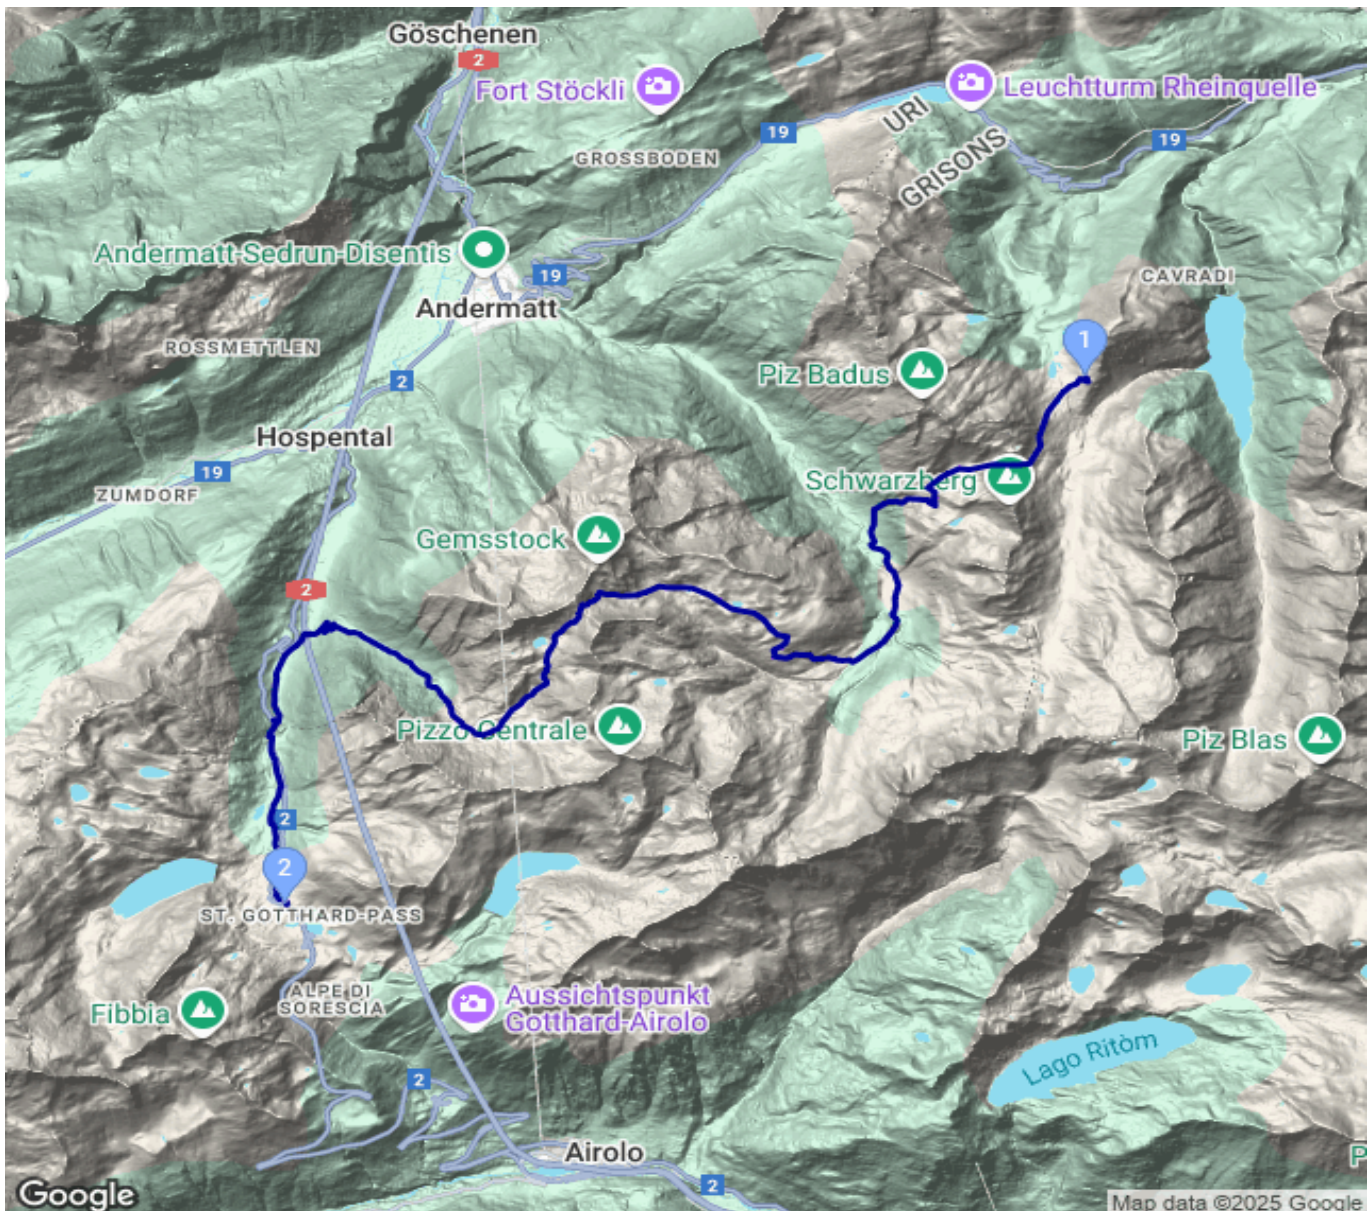 Göschenen
2
Fort Stöckli
Leuchtturm Rheinquelle
URI
19
19
GROSSBODEN
GRISONS
Andermatt-Sedrun-Disentis
19
CAVRADI
Andermatt
1
ROSSMETTLEN
Piz Badus
2
Hospental
19
Schwarzberg
ZUMDORF
Gemsstock
2
Pizzo Centrale
Piz Blas
2
2
ST. GOTTHARD-PASS
ALPE DI
SORESCIA
Aussichtspunkt
Gotthard-Airolo
Fibbia
Lago Ritòm
2
Airolo
P
2
Google
Map data ©2025 Google